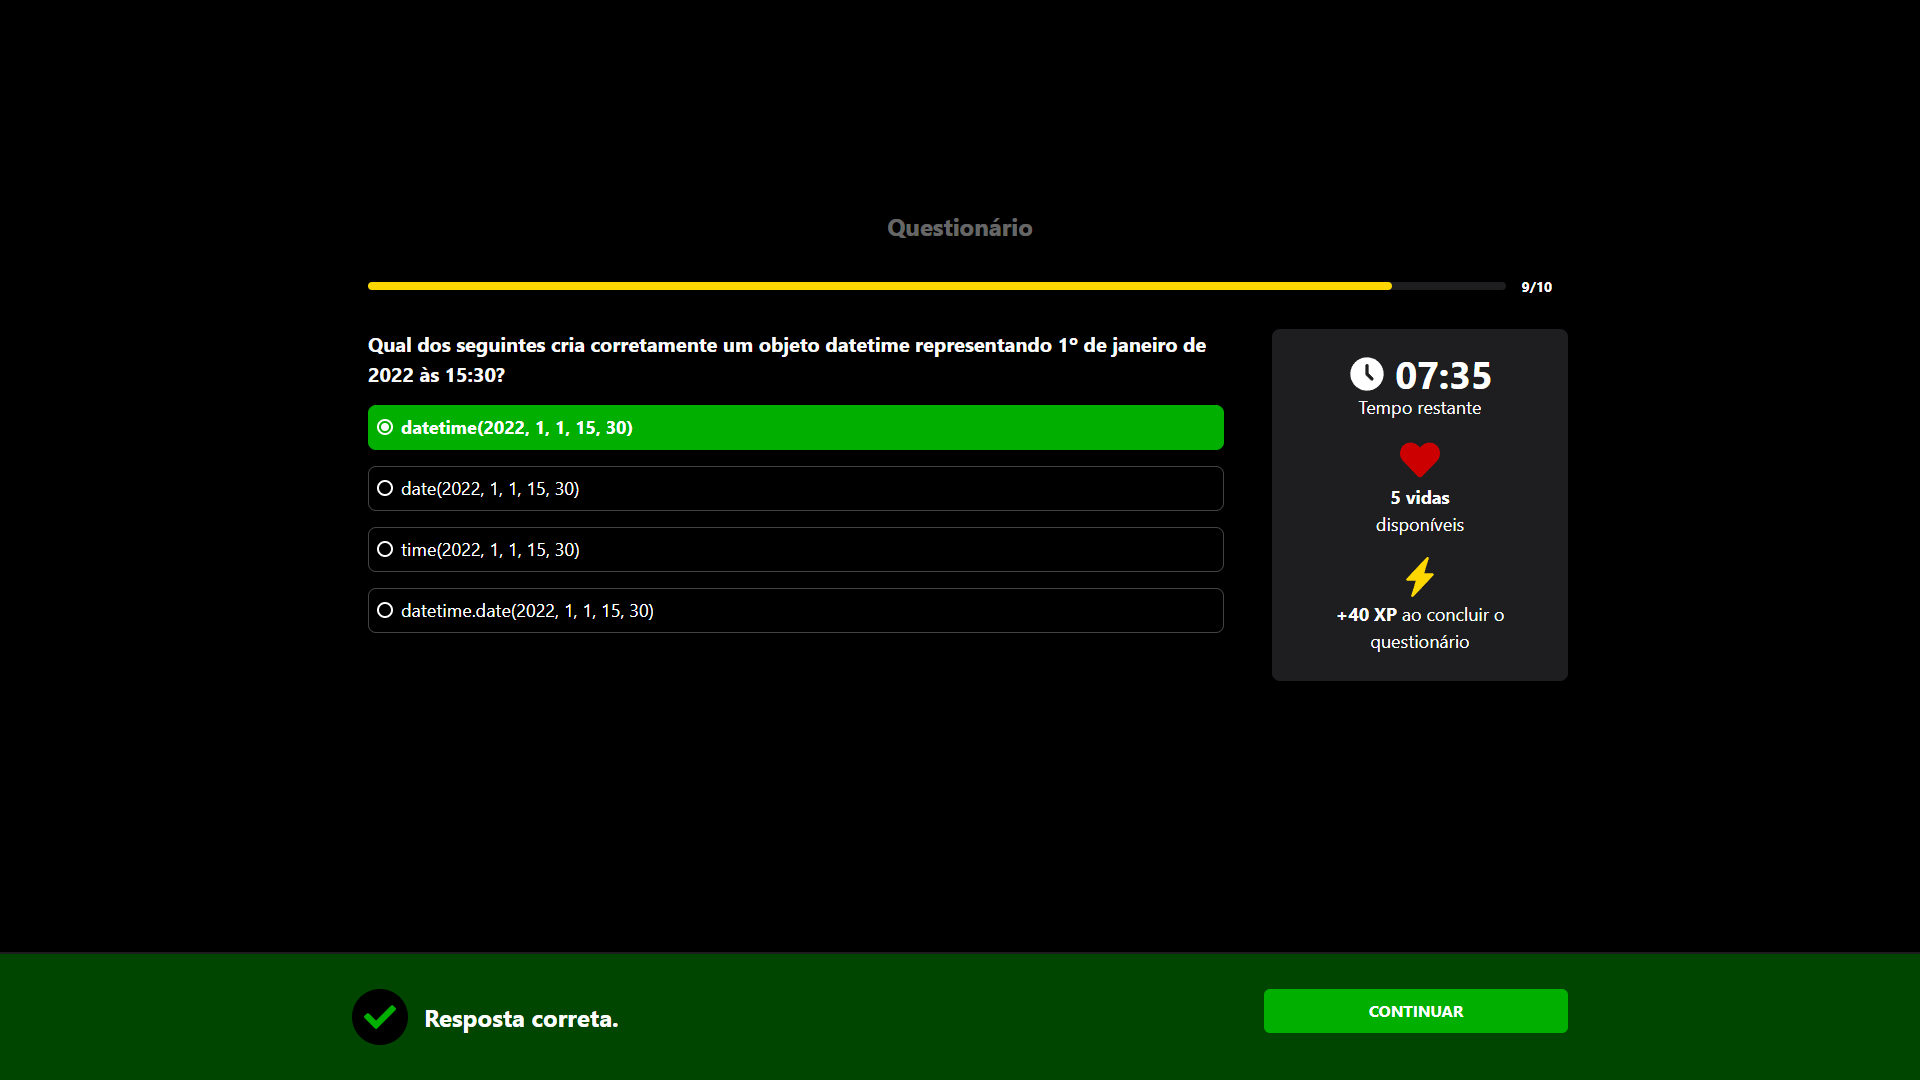 Questionário
9/10
Qual dos seguintes cria corretamente um objeto datetime representando 1º de janeiro de
2022 às 15:30?
datetime(2022, 1, 1, 15, 30)
date(2022, 1, 1, 15, 30)
time(2022, 1, 1, 15, 30)
datetime.date(2022, 1, 1, 15, 30)
07:35
Tempo restante
5 vidas
disponíveis
+40 XP ao concluir o
questionário
Resposta correta.
CONTINUAR